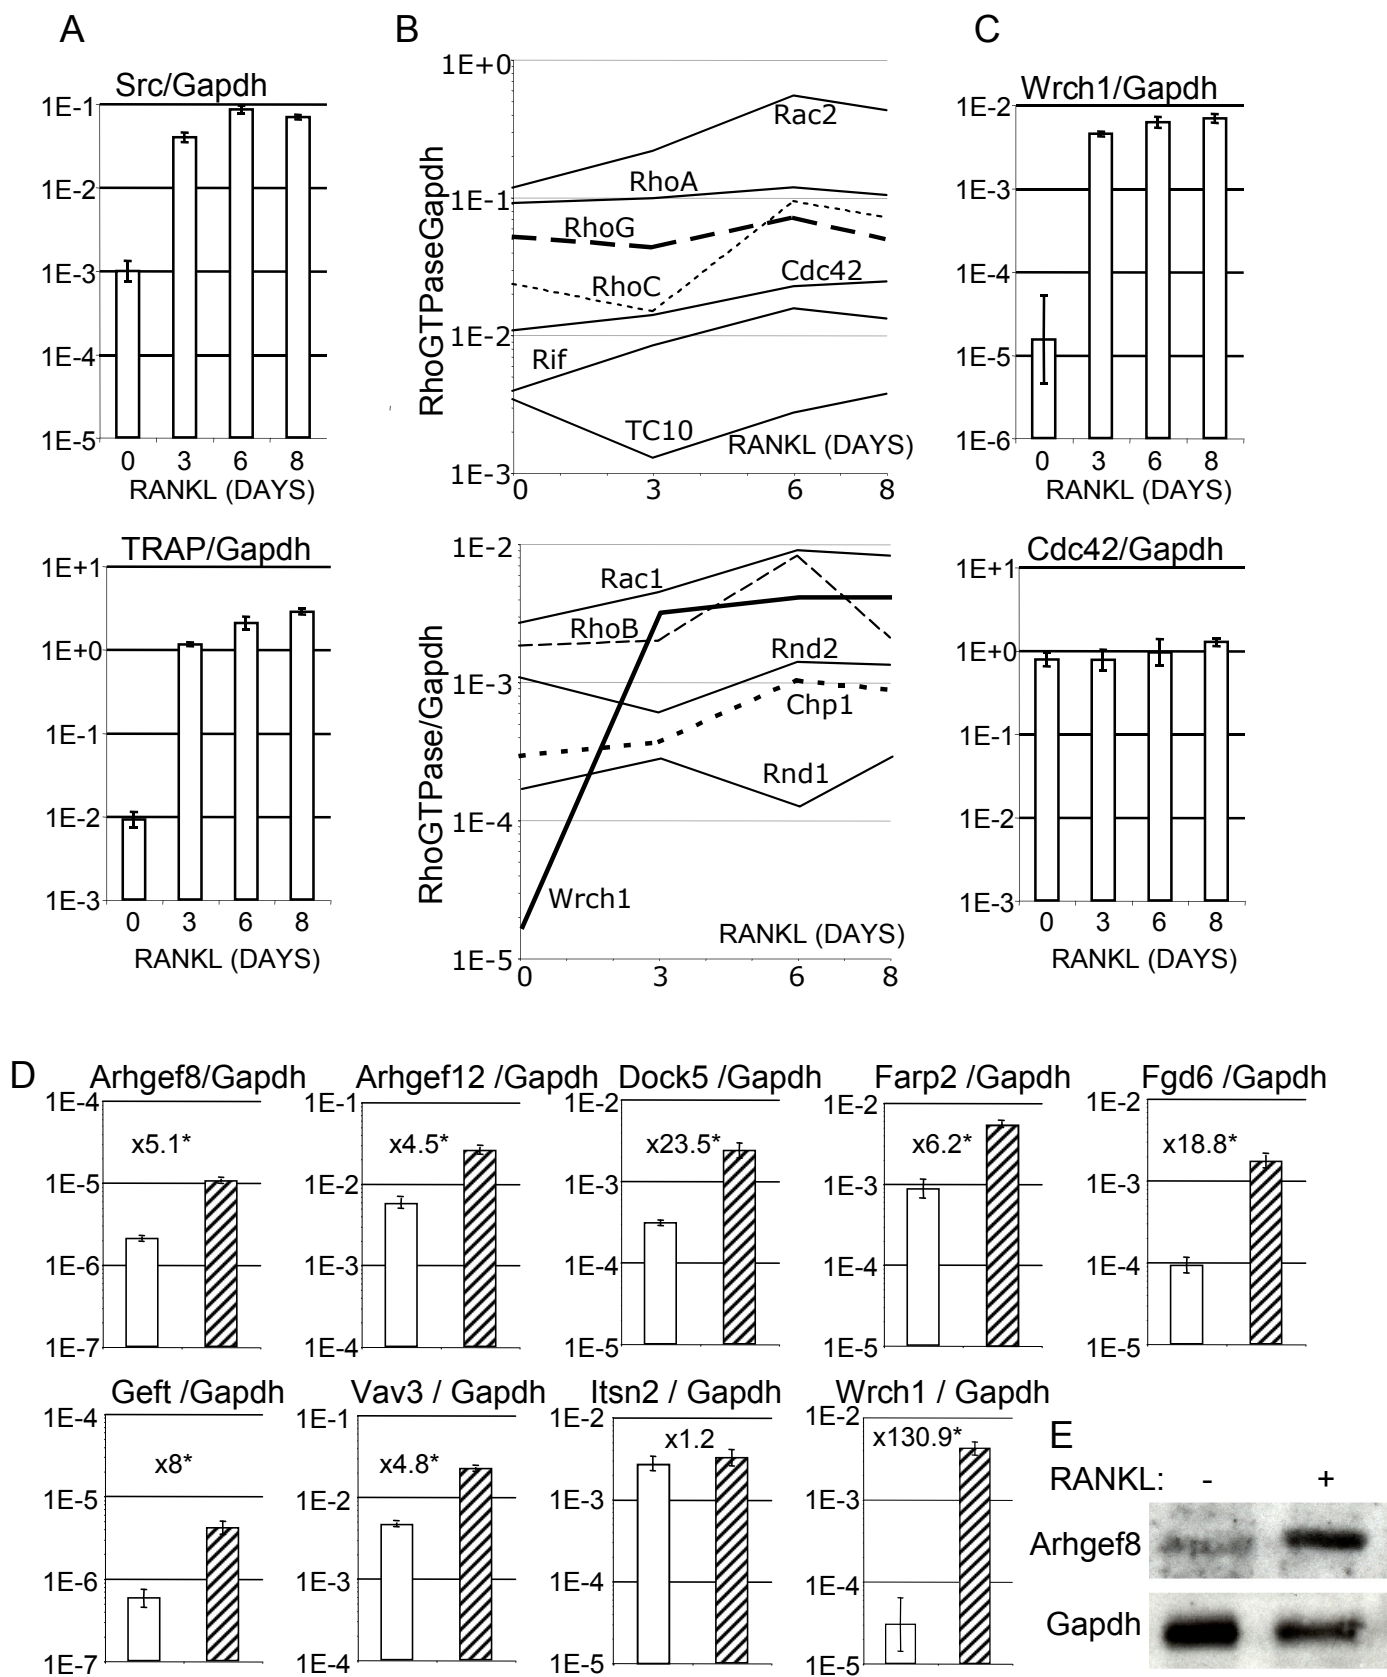 A
B
C
Src/Gapdh
1E-1
1E-2
1E-3
1E-4
1E-5
0 3 6 8
RANKL (DAYS)
TRAP/Gapdh
1E+1
1E+0
1E-1
1E-2
1E-3
0 3 6 8
RANKL (DAYS)
RhoGTPaseGapdh
1E+0
1E-1
1E-2
1E-3
Rac2
RhoA
RhoG
RhoC
Cdc42
Rif
TC10
RANKL (DAYS)
0 3 6 8
RhoGTPase/Gapdh
1E-2
1E-3
1E-4
1E-5
Rac1
RhoB
Rnd2
Chp1
Rnd1
Wrch1
RANKL (DAYS)
0 3 6 8
Wrch1/Gapdh
1E-2
1E-3
1E-4
1E-5
1E-6
0 3 6 8
RANKL (DAYS)
Cdc42/Gapdh
1E+1
1E+0
1E-1
1E-2
1E-3
0 3 6 8
RANKL (DAYS)
D
Arhgef8/Gapdh
1E-4
x5.1*
1E-5
1E-6
1E-7
Arhgef12 /Gapdh
1E-1
x4.5*
1E-2
1E-3
1E-4
Dock5 /Gapdh
1E-2
x23.5*
1E-3
1E-4
1E-5
Farp2 /Gapdh
1E-2
x6.2*
1E-3
1E-4
1E-5
Fgd6 /Gapdh
1E-2
x18.8*
1E-3
1E-4
1E-5
Geft /Gapdh
1E-4
x8*
1E-5
1E-6
1E-7
Vav3 / Gapdh
1E-1
x4.8*
1E-2
1E-3
1E-4
Itsn2 / Gapdh
1E-2
x1.2
1E-3
1E-4
1E-5
Wrch1 / Gapdh
1E-2
x130.9*
1E-3
1E-4
1E-5
E
RANKL: - +
Arhgef8
Gapdh